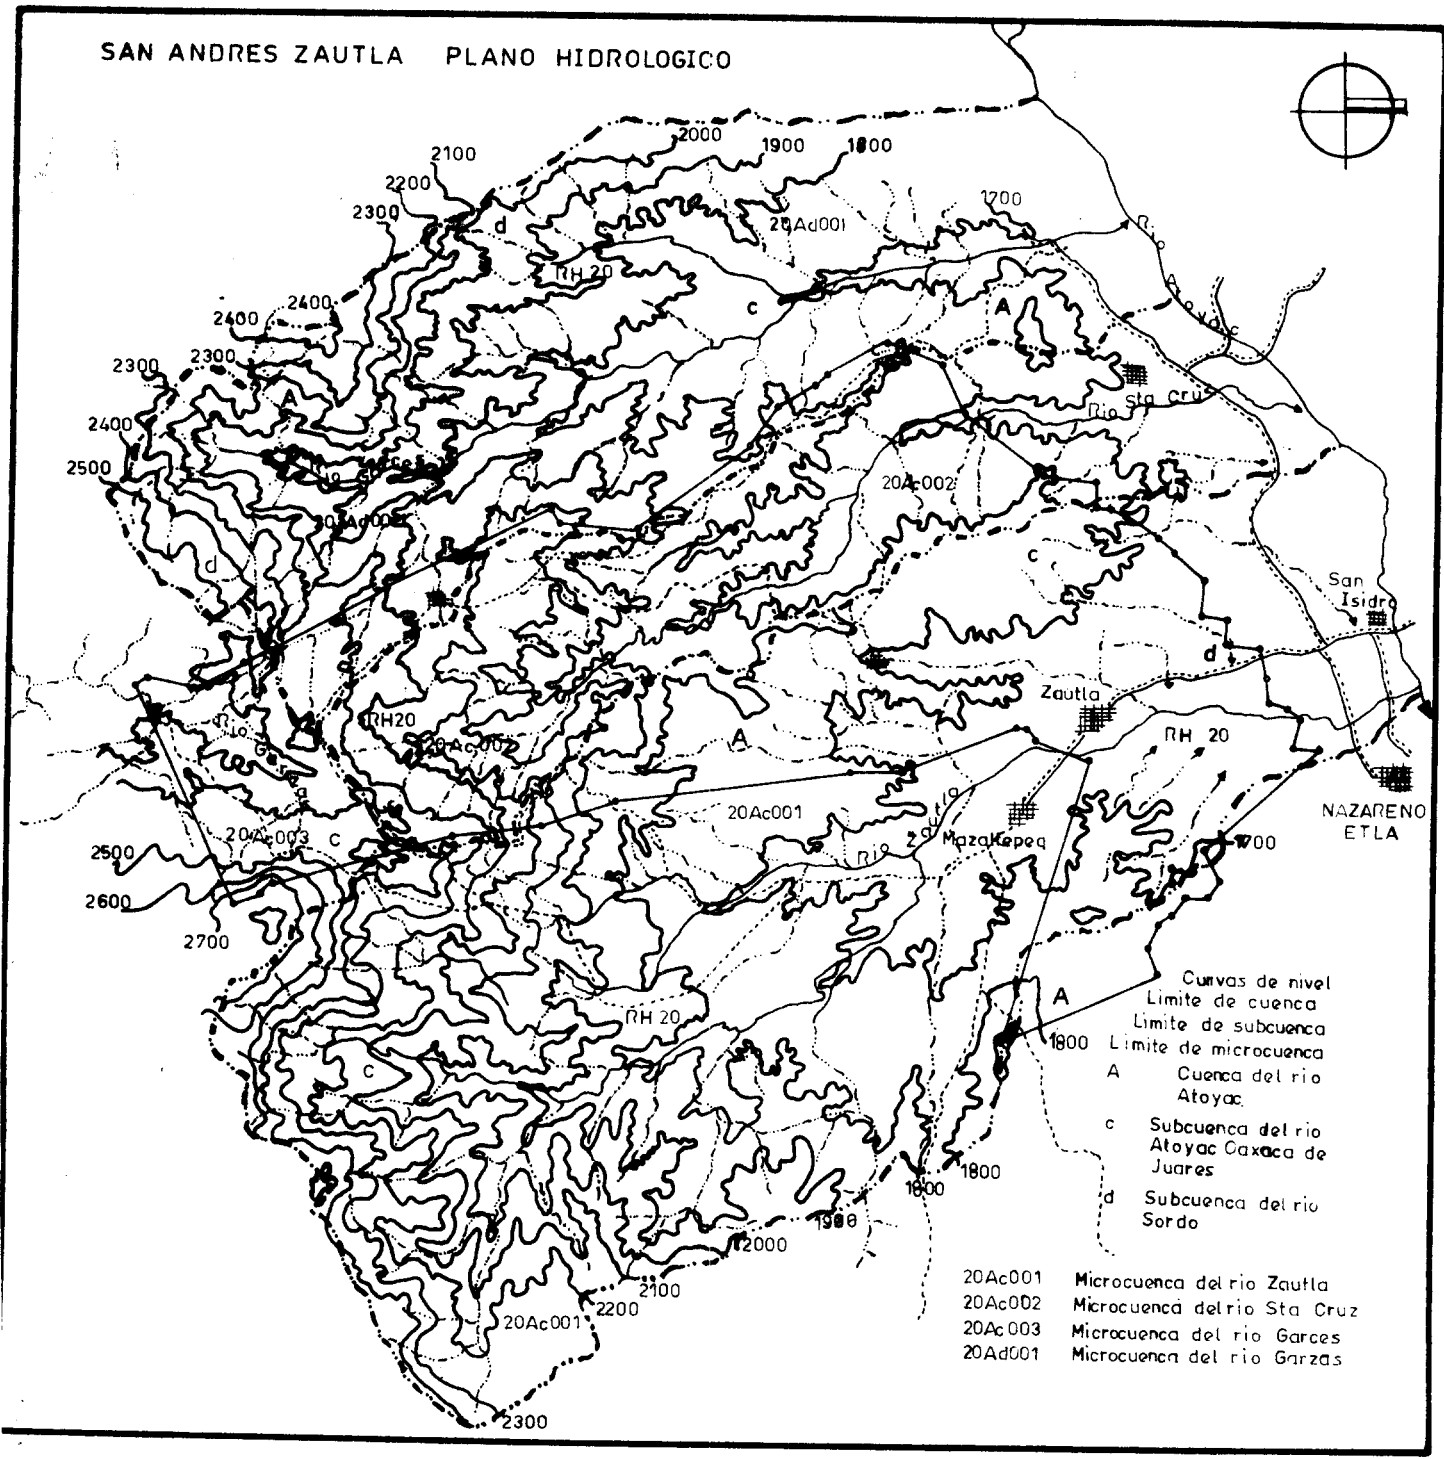 SAN ANDRES ZAUTLA PLANO HIDROLOGICO
2000
1900
1800
2100
2200
2300
1700
d
20Ad001
Rio
Atoyac
RH 20
c
A
2400
2400
2300
2300
A
2400
2500
Rio Sta Cruz
20Ac002
d
c
San
Isidro
d
Zautla
RH20
A
RH 20
Rio
20Ac001
NAZARENO
ETLA
20Ac003
c
Rio Zautla
Mazaltepeq
1700
2500
2600
2700
RH 20
A
1800
c
Curvas de nivel
Limite de cuenca
Limite de subcuenca
Limite de microcuenca
A Cuenca del rio
Atoyac.
c Subcuenca del rio
Atoyac Oaxaca de
Juares
d Subcuenca del rio
Sordo
1800
1800
1900
2000
2100
2200
20Ac001
2300
20Ac001 Microcuenca del rio Zautla
20Ac002 Microcuenca del rio Sta Cruz
20Ac003 Microcuenca del rio Garces
20Ad001 Microcuenca del rio Garzas